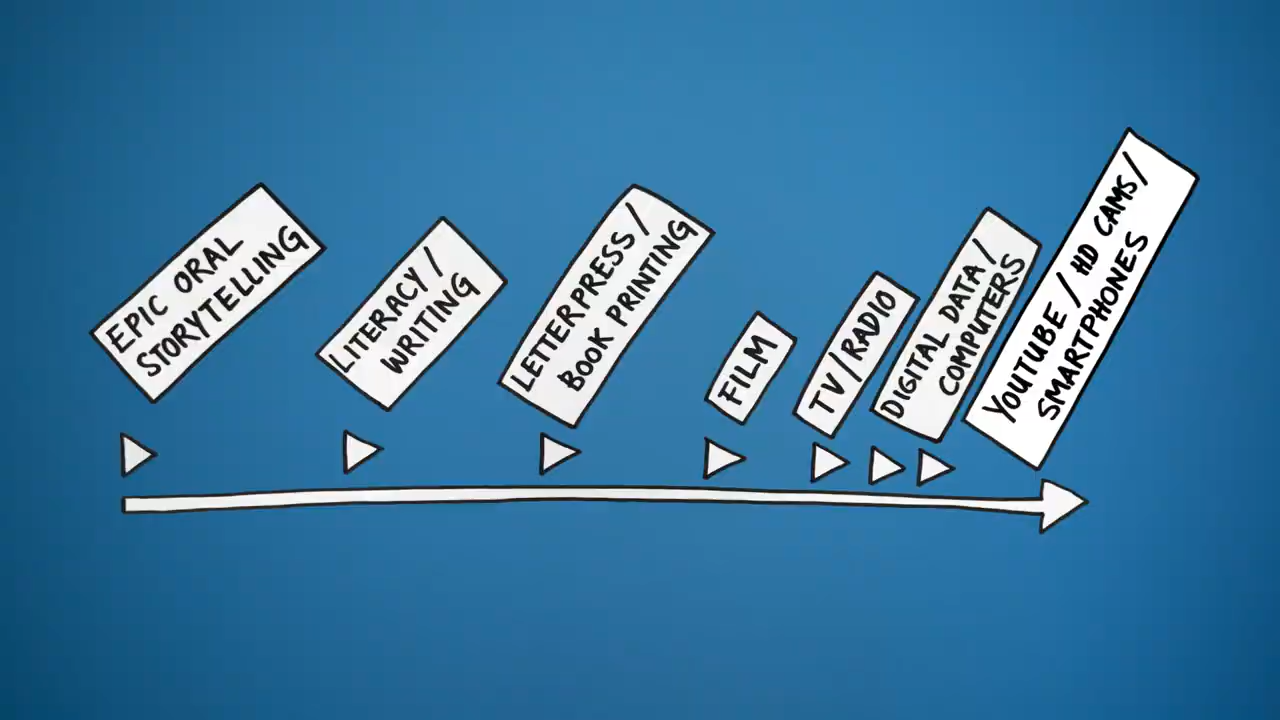 EPIC ORAL
STORYTELLING
LITERACY/
WRITING
LETTERPRESS/
BOOK PRINTING
FILM
TV/RADIO
DIGITAL DATA/
COMPUTERS
YOUTUBE/HD CAMS/
SMARTPHONES